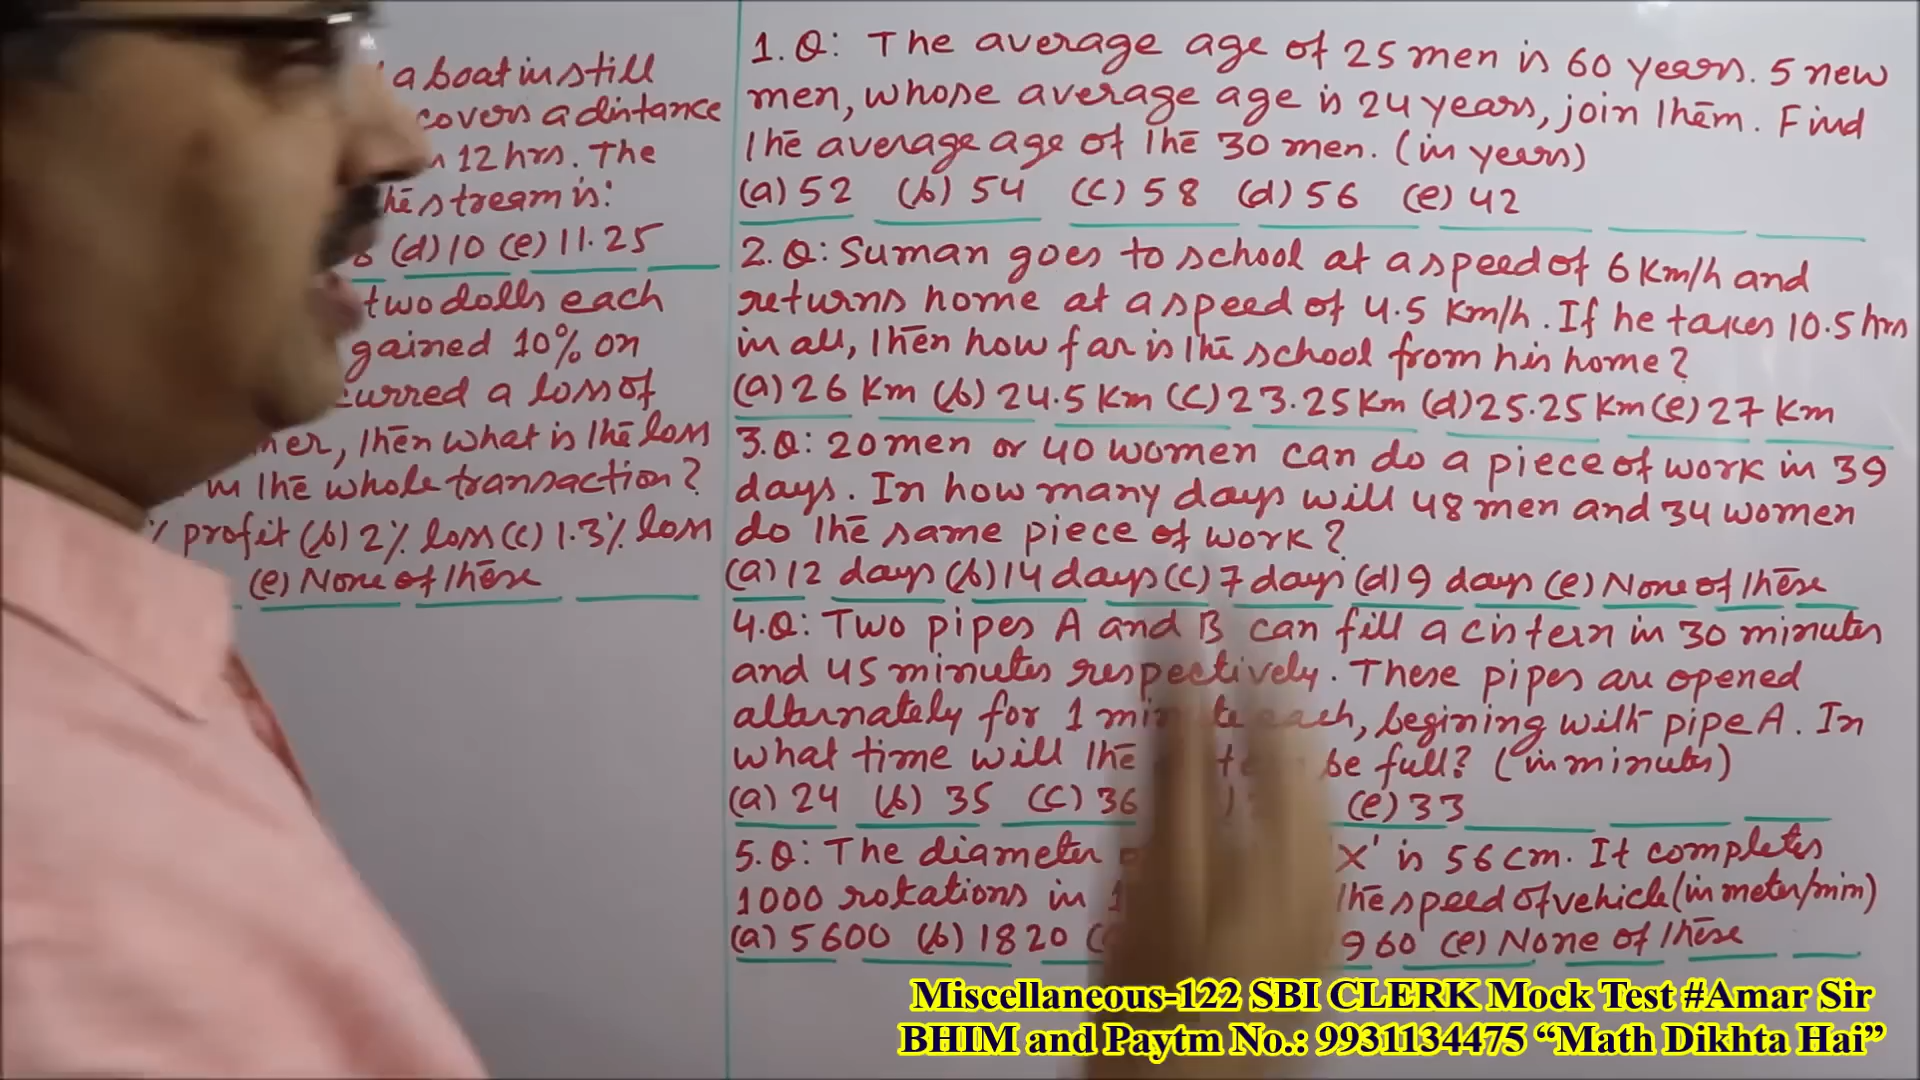 a boat in still
covers a distance
12 hrs. The
the stream is:
(d) 10 (e) 11.25
two dolls each
gained 10% on
curred a loss of
ner, then what is the loss
in the whole transaction?
% profit (b) 2% loss (c) 1.3% loss
(e) None of these
1.Q: The average age of 25 men is 60 years. 5 new
men, whose average age is 24 years, join them. Find
the average age of the 30 men. (in years)
(a) 52 (b) 54 (c) 58 (d) 56 (e) 42
2.Q: Suman goes to school at a speed of 6 Km/h and
returns home at a speed of 4.5 Km/h. If he takes 10.5 hrs
in all, then how far is the school from his home?
(a) 26 Km (b) 24.5 Km (c) 23.25 Km (d) 25.25 Km (e) 27 Km
3.Q: 20 men or 40 women can do a piece of work in 39
days. In how many days will 48 men and 34 women
do the same piece of work?
(a) 12 days (b) 14 days (c) 7 days (d) 9 days (e) None of these
4.Q: Two pipes A and B can fill a cistern in 30 minutes
and 45 minutes respectively. These pipes are opened
alternately for 1 minute each, begining with pipe A. In
what time will the be full? (in minutes)
(a) 24 (b) 35 (c) 36 (e) 33
5.Q: The diameter X' is 56 cm. It completes
1000 rotations in the speed of vehicle (in meter/min)
(a) 5600 (b) 1820 960 (e) None of these
Miscellaneous-122 SBI CLERK Mock Test #Amar Sir
BHIM and Paytm No.: 9931134475 “Math Dikhta Hai”